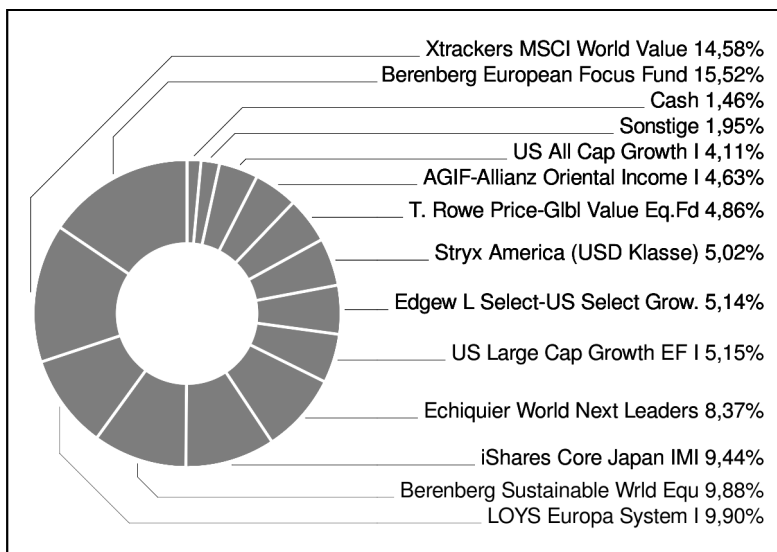 Xtrackers MSCI World Value 14,58%
Berenberg European Focus Fund 15,52%
Cash 1,46%
Sonstige 1,95%
US All Cap Growth I 4,11%
AGIF-Allianz Oriental Income I 4,63%
T. Rowe Price-Glbl Value Eq.Fd 4,86%
Stryx America (USD Klasse) 5,02%
Edgew L Select-US Select Grow. 5,14%
US Large Cap Growth EF I 5,15%
Echiquier World Next Leaders 8,37%
iShares Core Japan IMI 9,44%
Berenberg Sustainable Wrld Equ 9,88%
LOYS Europa System I 9,90%